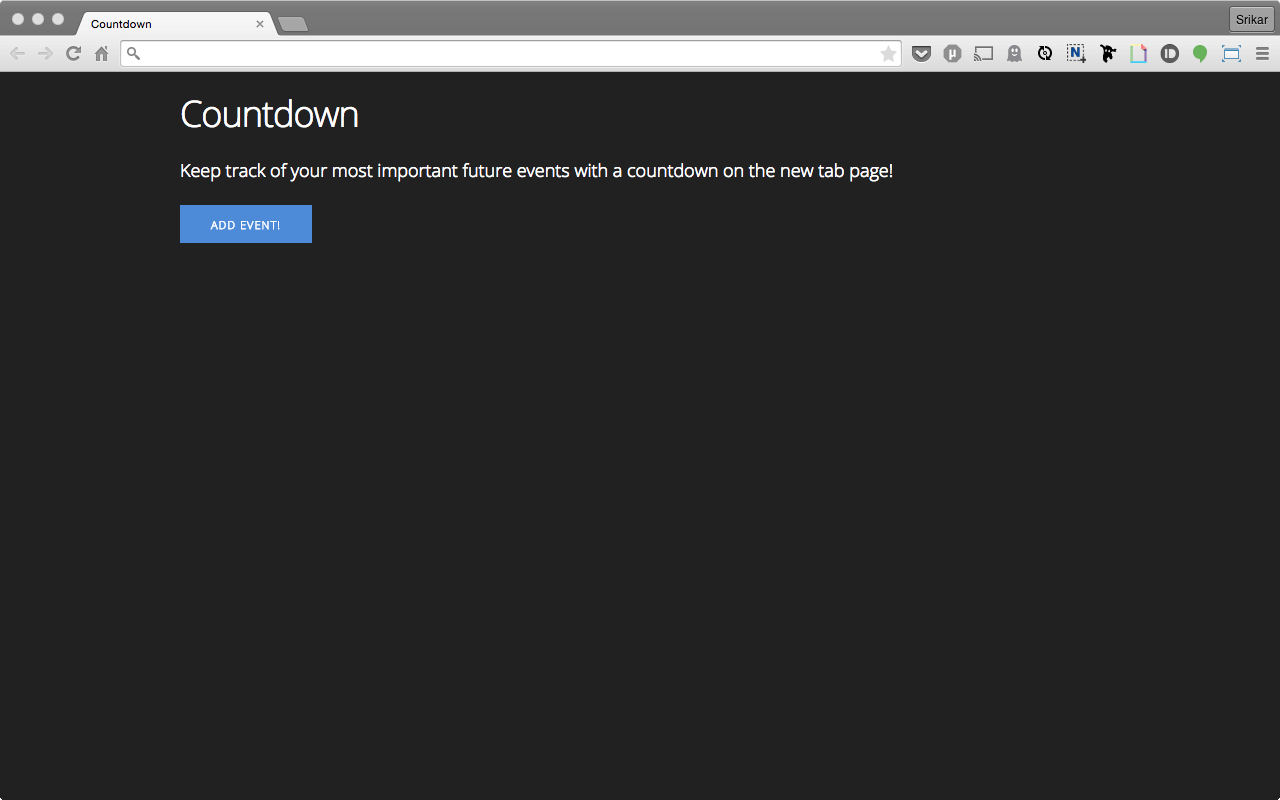 Countdown
Srikar
Countdown
Keep track of your most important future events with a countdown on the new tab page!
ADD EVENT!